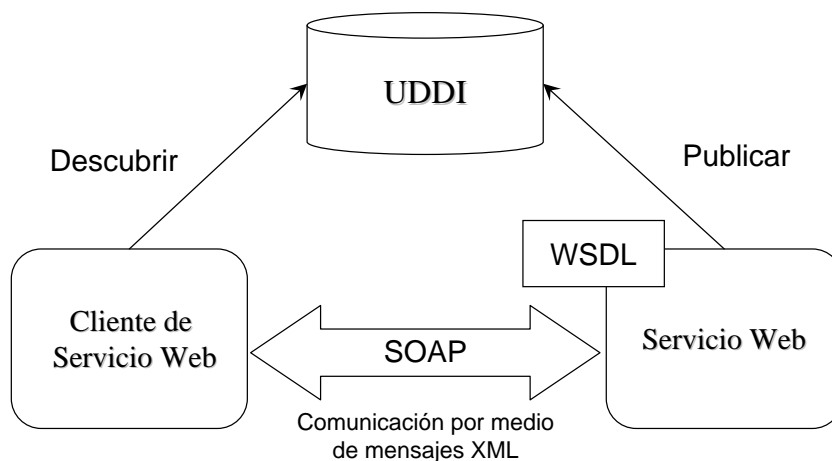 UDDI
Descubrir
Publicar
WSDL
Cliente de
Servicio Web
SOAP
Servicio Web
Comunicación por medio
de mensajes XML